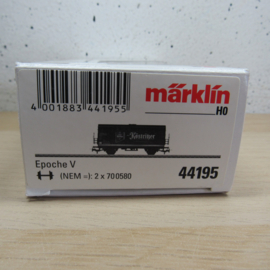 4 001883 441955
märklin
H0
Epoche V
(NEM =): 2 x 700580
44195